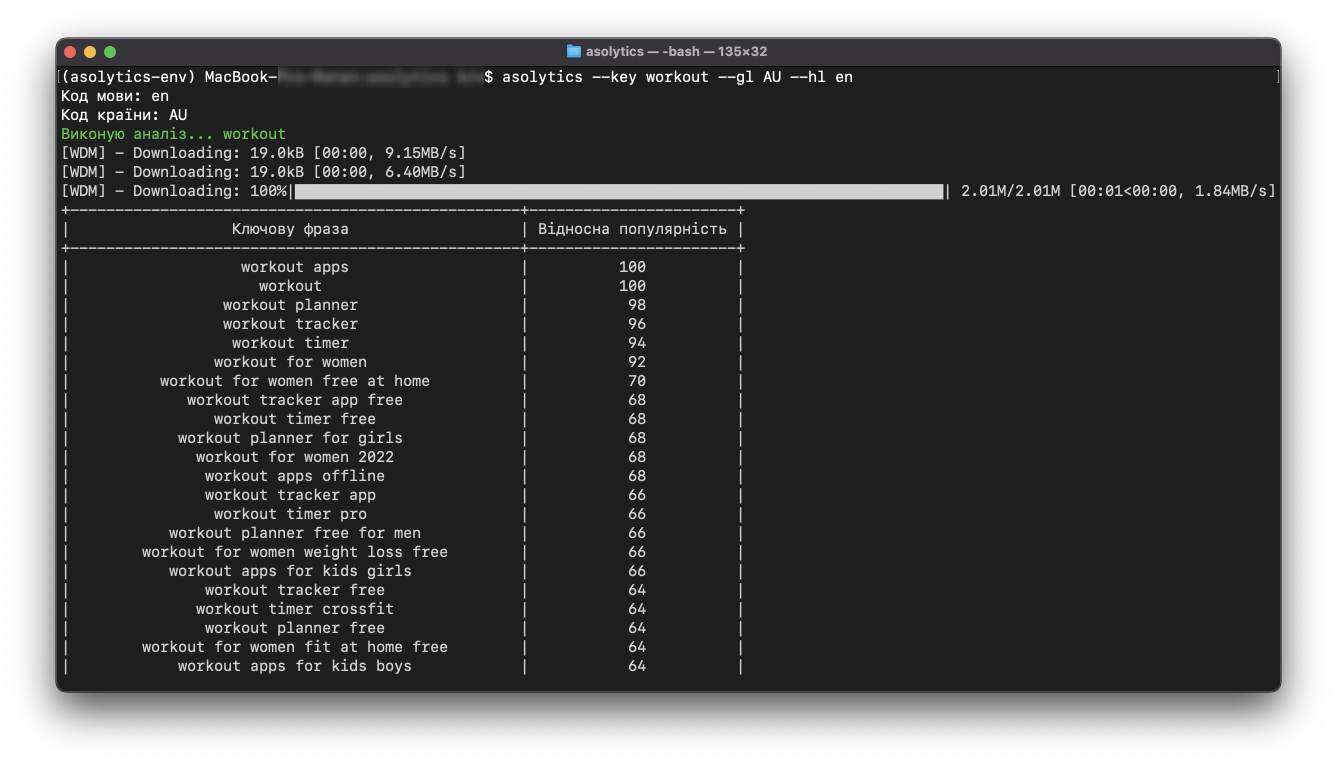 asolytics — -bash — 135×32
(asolytics-env) MacBook- $ asolytics --key workout --gl AU --hl en
Код мови: en
Код країни: AU
Виконую аналіз... workout
[WDM] - Downloading: 19.0kB [00:00, 9.15MB/s]
[WDM] - Downloading: 19.0kB [00:00, 6.40MB/s]
[WDM] - Downloading: 100%| | 2.01M/2.01M [00:01<00:00, 1.84MB/s]
| Ключову фраза | Відносна популярність |
| workout apps | 100 |
| workout | 100 |
| workout planner | 98 |
| workout tracker | 96 |
| workout timer | 94 |
| workout for women | 92 |
| workout for women free at home | 70 |
| workout tracker app free | 68 |
| workout timer free | 68 |
| workout planner for girls | 68 |
| workout for women 2022 | 68 |
| workout apps offline | 68 |
| workout tracker app | 66 |
| workout timer pro | 66 |
| workout planner free for men | 66 |
| workout for women weight loss free | 66 |
| workout apps for kids girls | 66 |
| workout tracker free | 64 |
| workout timer crossfit | 64 |
| workout planner free | 64 |
| workout for women fit at home free | 64 |
| workout apps for kids boys | 64 |